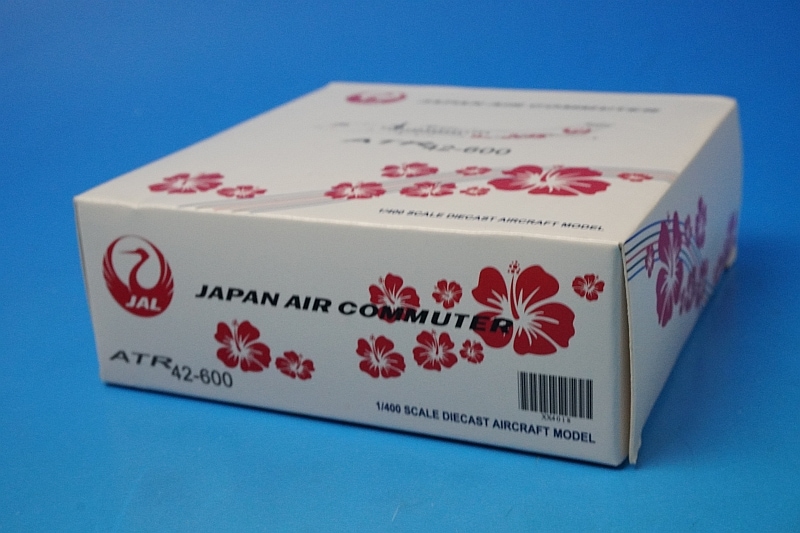 JAPAN AIR COMMUTER
ATR42-600
1/400 SCALE DIECAST AIRCRAFT MODEL
JAL
JAPAN AIR COMMUTER
ATR42-600
1/400 SCALE DIECAST AIRCRAFT MODEL